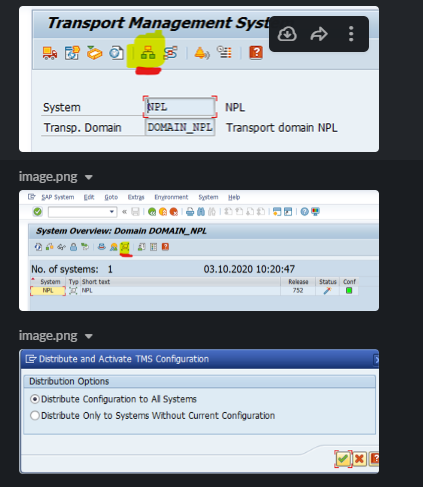 Transport Management Syst
System NPL NPL
Transp. Domain DOMAIN_NPL Transport domain NPL
image.png
SAP System Edit Goto Extras Environment System Help
System Overview: Domain DOMAIN_NPL
No. of systems: 1 03.10.2020 10:20:47
System Typ Short text Release Status Conf
NPL NPL 752
image.png
Distribute and Activate TMS Configuration
Distribution Options
Distribute Configuration to All Systems
Distribute Only to Systems Without Current Configuration